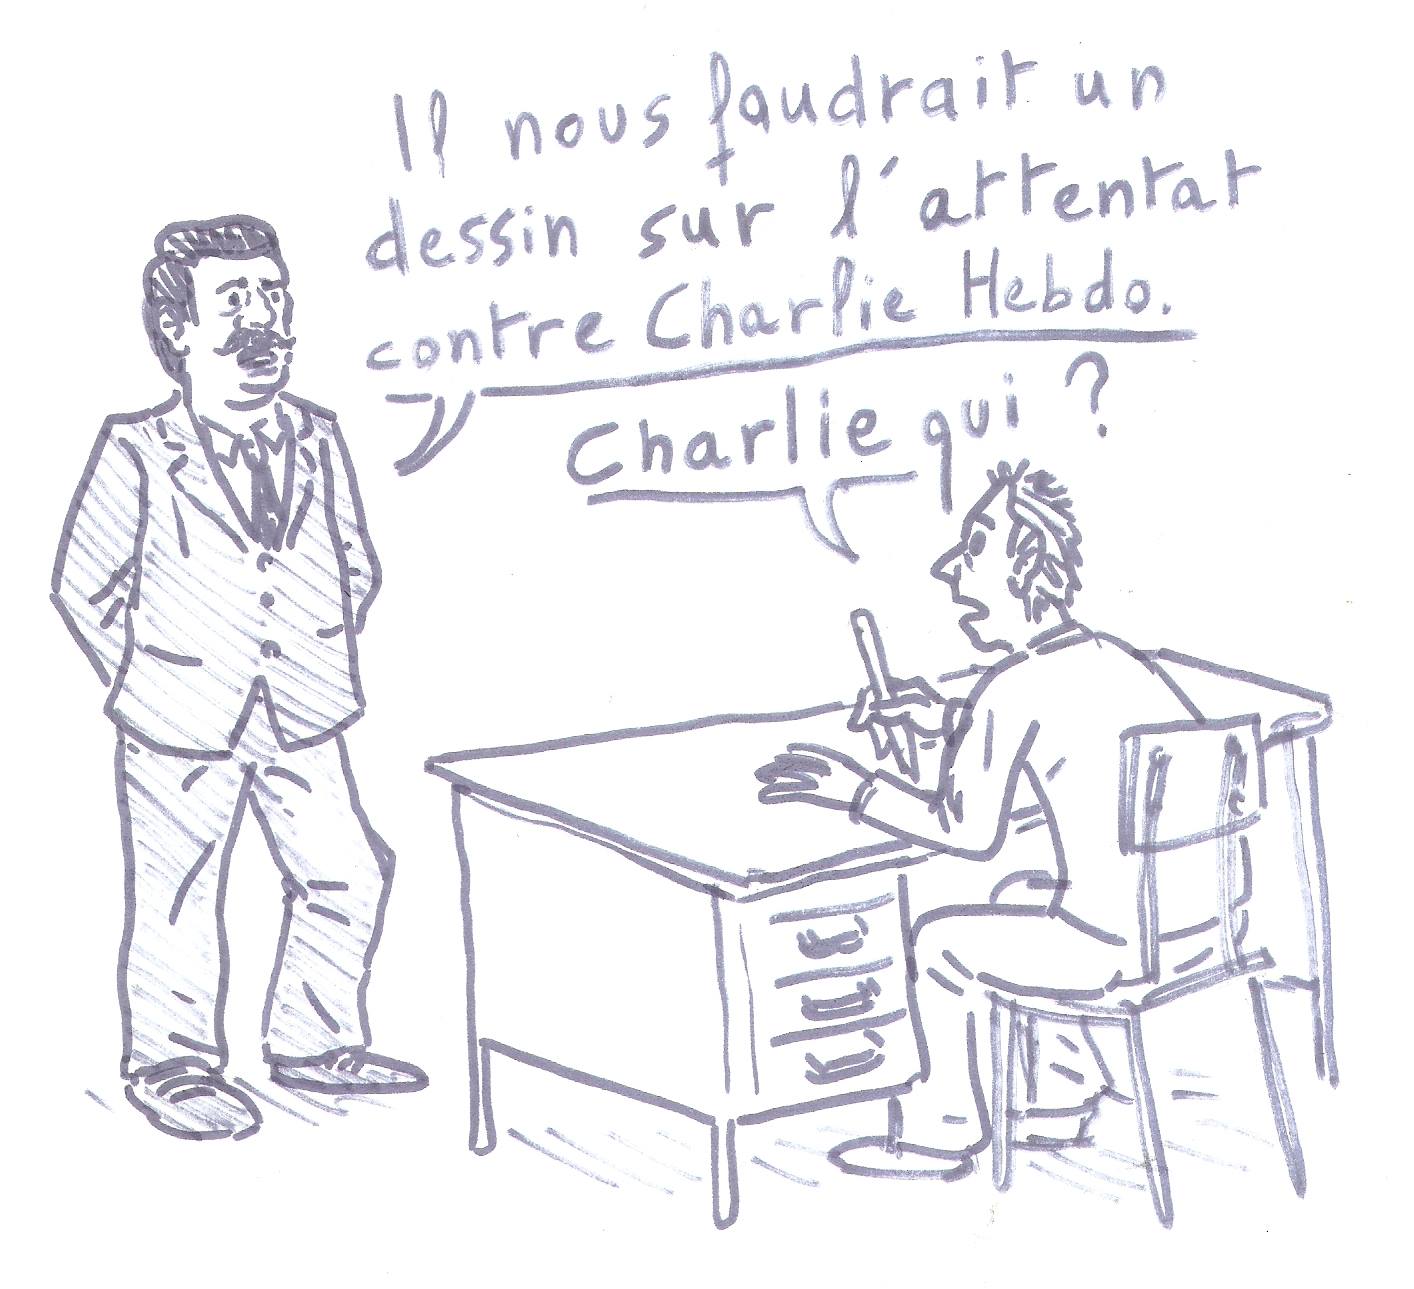 Il nous faudrait un
dessin sur l'attentat
contre Charlie Hebdo.
Charlie qui ?